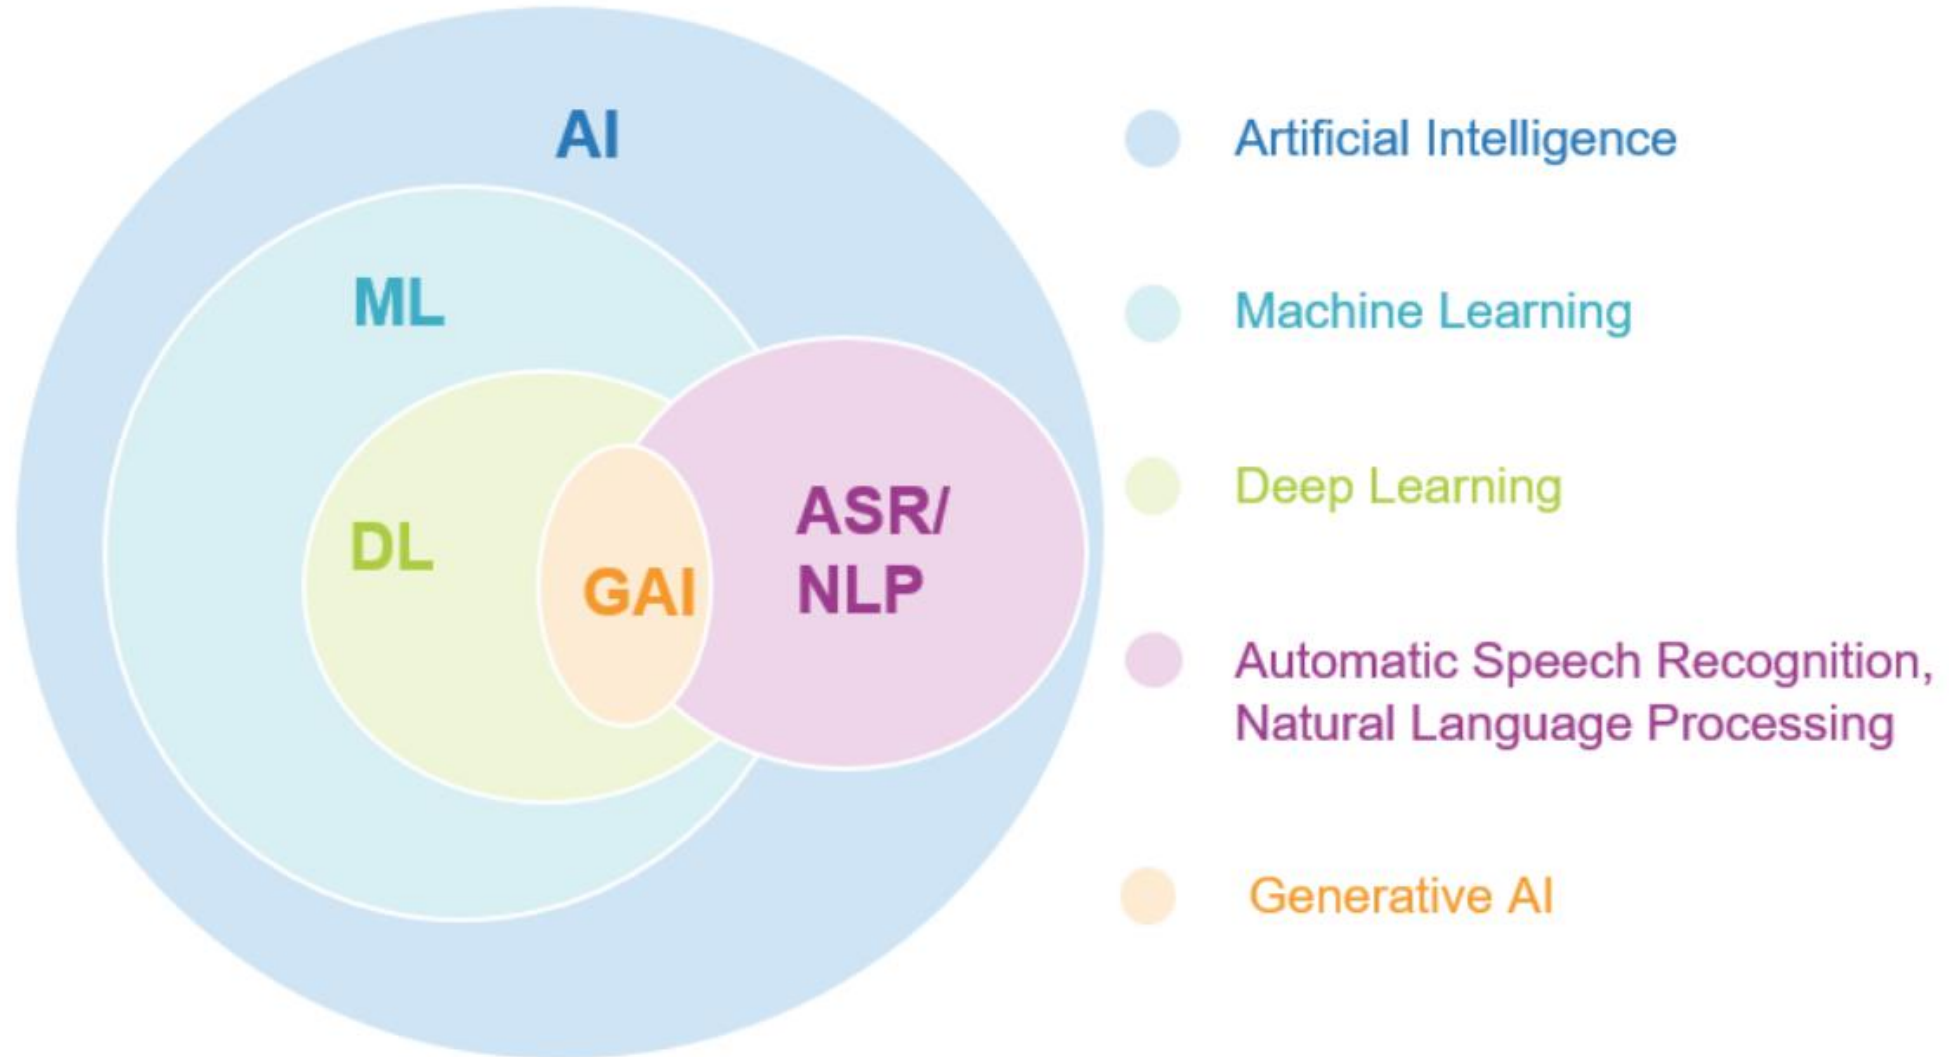 AI
ML
DL
GAI
ASR/
NLP
Artificial Intelligence
Machine Learning
Deep Learning
Automatic Speech Recognition,
Natural Language Processing
Generative AI